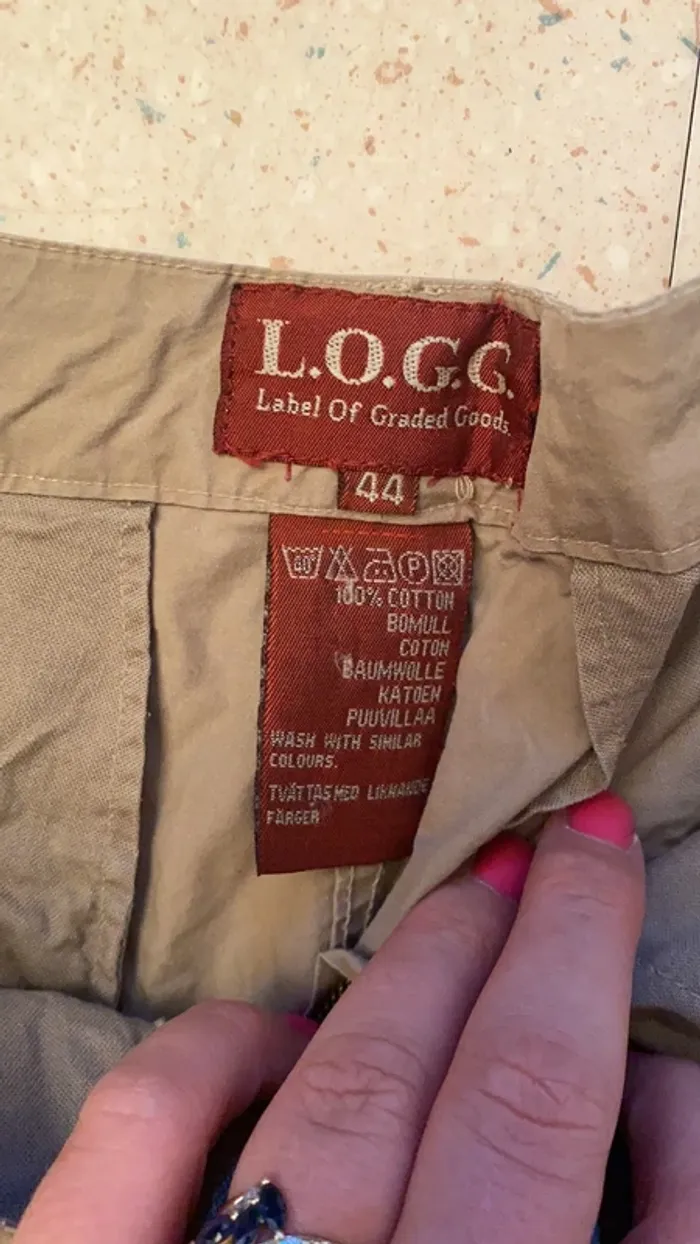 L.O.G.G.
Label Of Graded Goods.
44
40°
P
100% COTTON
BOMULL
COTON
BAUMWOLLE
KATOEN
PUUVILLAA
WASH WITH SIMILAR
COLOURS.
TVÄTTAS MED LIKNANDE
FÄRGER